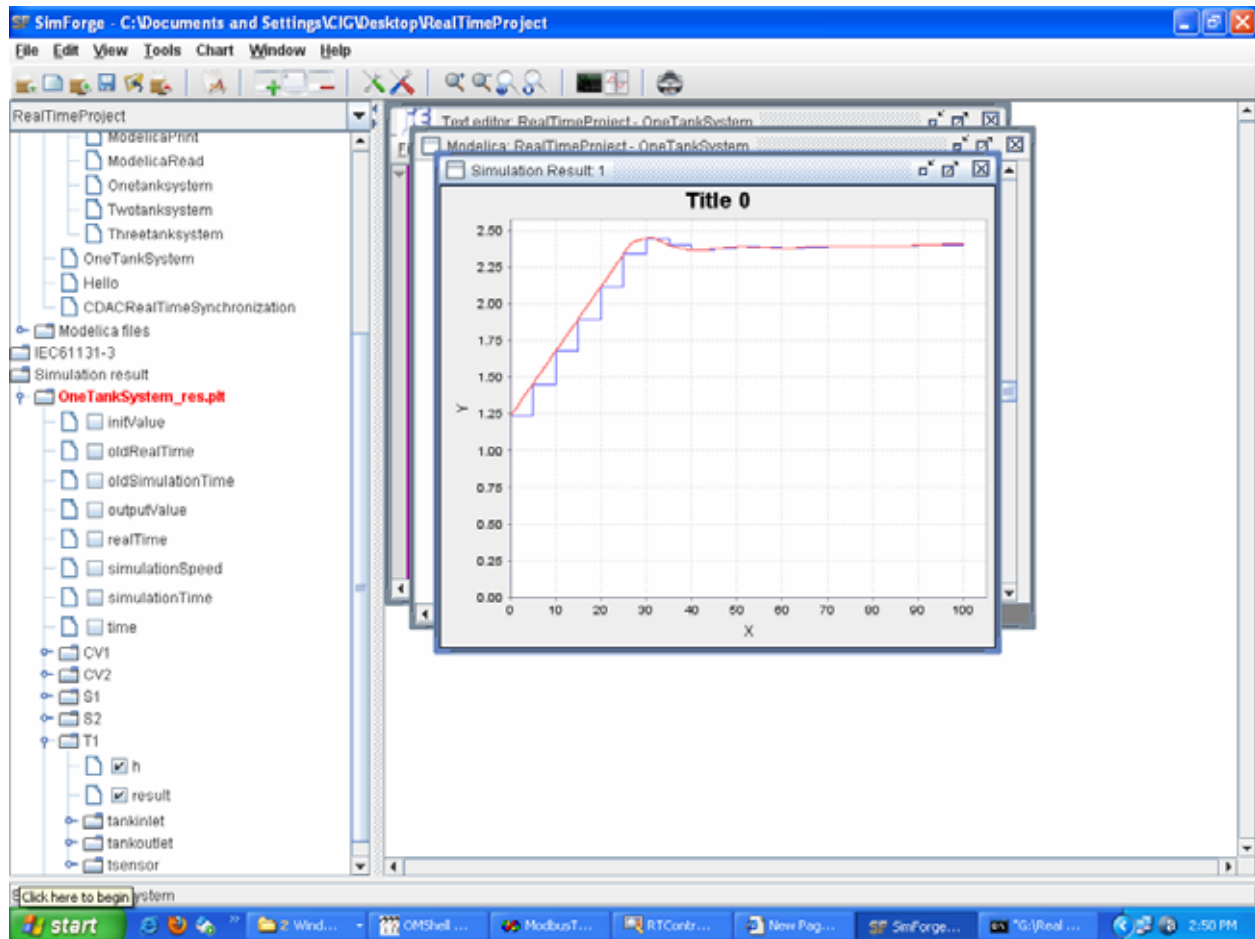 SF SimForge - C:\Documents and Settings\CIG\Desktop\RealTimeProject
File Edit View Tools Chart Window Help
RealTimeProject
ModelicaPrint
ModelicaRead
Onetanksystem
Twotanksystem
Threetanksystem
OneTankSystem
Hello
CDACRealTimeSynchronization
Modelica files
IEC61131-3
Simulation result
OneTankSystem_res.plt
initValue
oldRealTime
oldSimulationTime
outputValue
realTime
simulationSpeed
simulationTime
time
CV1
CV2
S1
S2
T1
h
result
tankinlet
tankoutlet
tsensor
Text editor: RealTimeProject - OneTankSystem
Modelica: RealTimeProject - OneTankSystem
Simulation Result: 1
Title 0
2.50
2.25
2.00
1.75
1.50
1.25
1.00
0.75
0.50
0.25
0.00
Y
0 10 20 30 40 50 60 70 80 90 100
X
Click here to begin ystem
start
2 Wind...
OMShell ...
ModbusT...
RTContr...
New Pag...
SF SimForge...
"G:\Real ...
2:50 PM